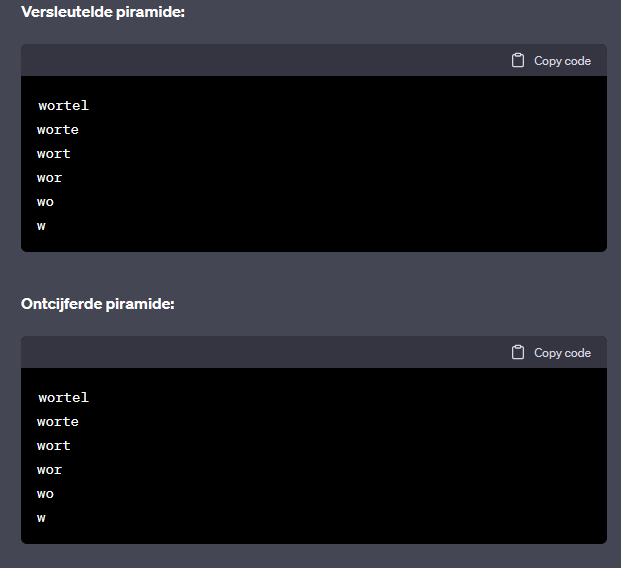 Versleutelde piramide:
Copy code
wortel
worte
wort
wor
wo
w
Ontcijferde piramide:
Copy code
wortel
worte
wort
wor
wo
w